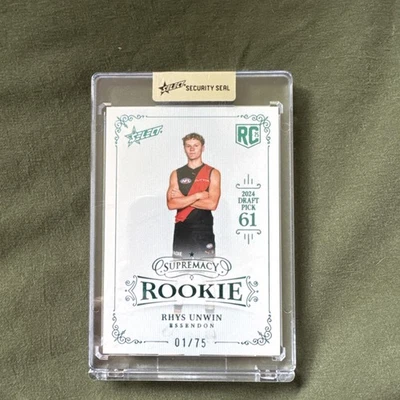 SELECT SECURITY SEAL
SELECT
RC
2024
DRAFT
PICK
61
SUPREMACY
ROOKIE
RHYS UNWIN
ESSENDON
01/75